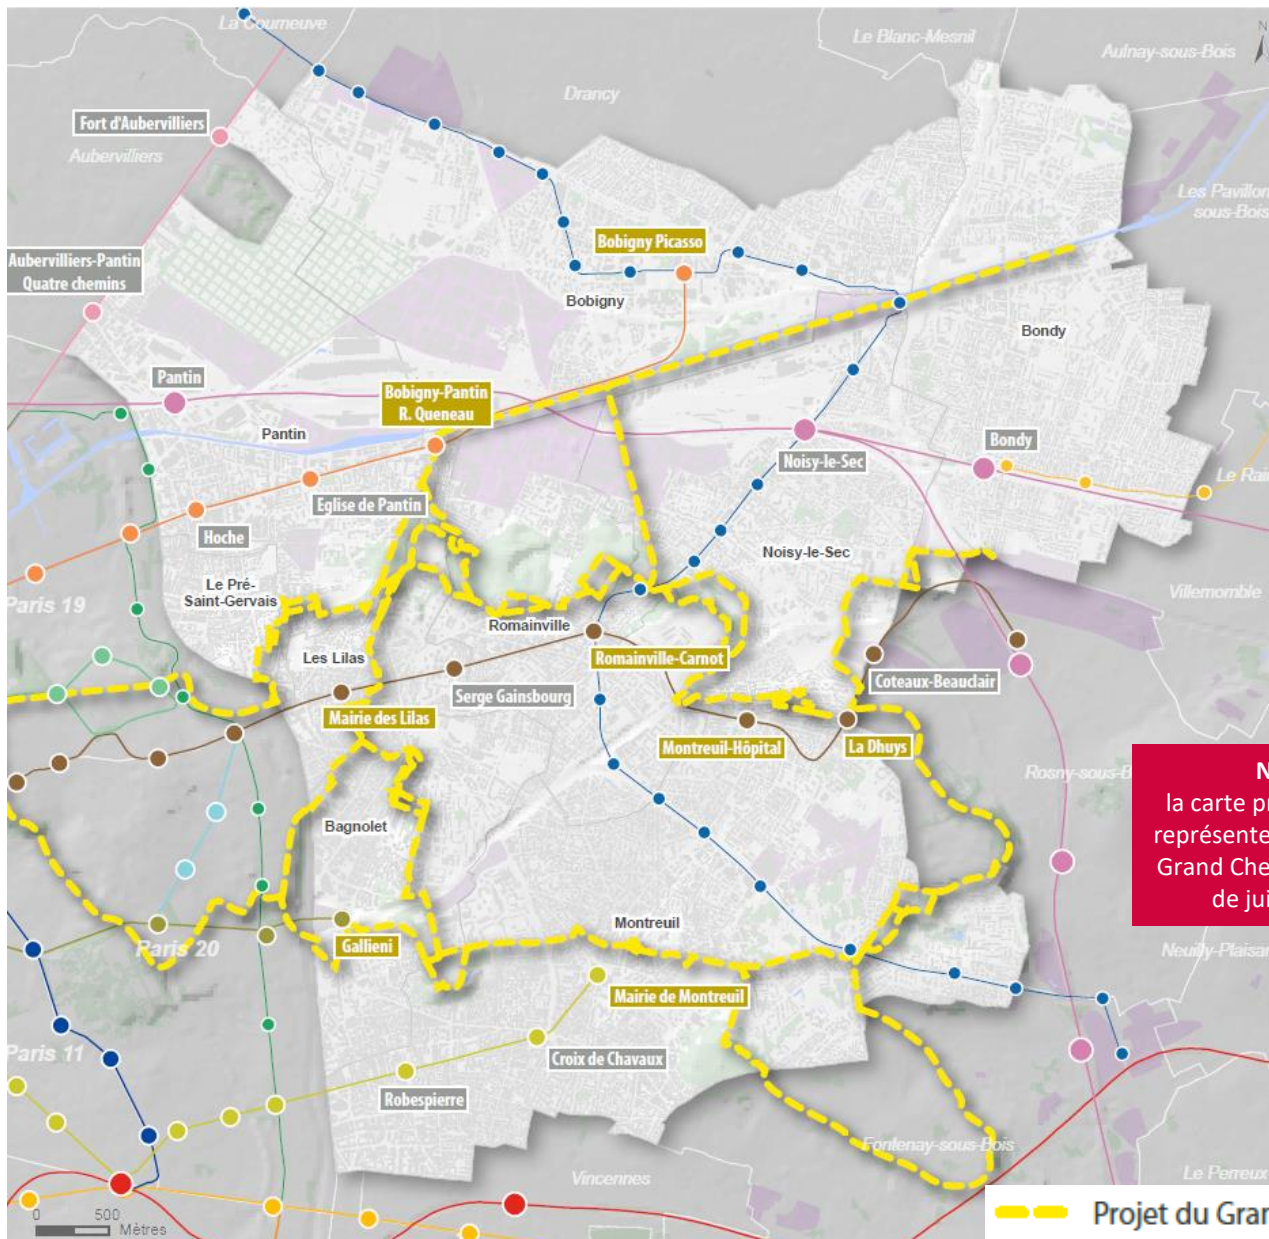 La Courneuve
Le Blanc-Mesnil
N
Aulnay-sous-Bois
Drancy
Fort d'Aubervilliers
Aubervilliers
Les Pavillon
sous-Bois
Bobigny Picasso
Aubervilliers-Pantin
Quatre chemins
Bobigny
Bondy
Pantin
Bobigny-Pantin
R. Queneau
Pantin
Bondy
Noisy-le-Sec
Le Rai
Eglise de Pantin
Hoche
Noisy-le-Sec
Le Pré-
Saint-Gervais
Villemomble
Paris 19
Romainville
Les Lilas
Romainville-Carnot
Coteaux-Beauclair
Serge Gainsbourg
Mairie des Lilas
Montreuil-Hôpital
La Dhuys
Rosny-sous-B
N
la carte pr
représente
Grand Che
de jui
Bagnolet
Montreuil
Gallieni
Paris 20
Neuilly-Plaisan
Mairie de Montreuil
Croix de Chavaux
Paris 11
Robespierre
Fontenay-sous-Bois
Vincennes
Le Perreux
0 500
Mètres
Projet du Gran